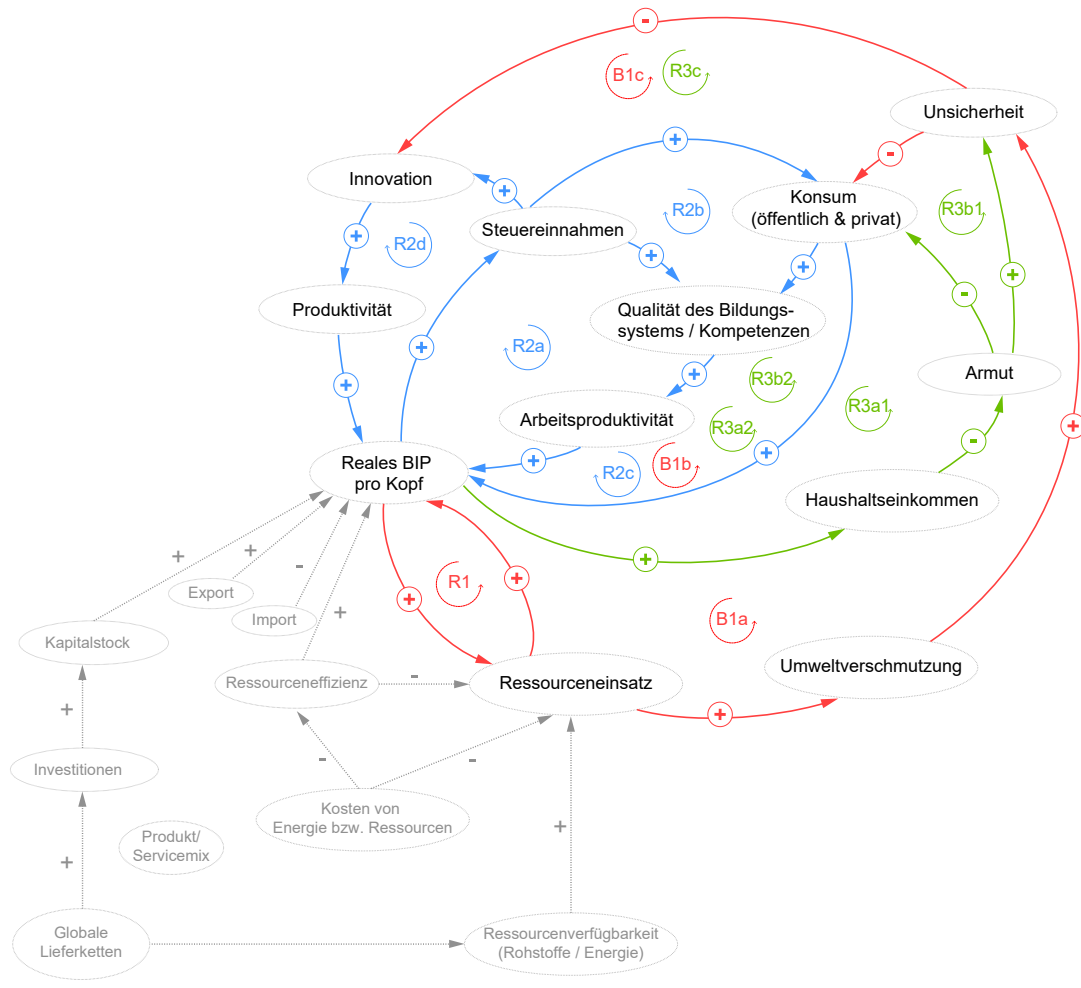 -
B1c
R3c
Unsicherheit
+
-
Innovation
+
Konsum
(öffentlich & privat)
R2b
R3b1
Steuereinnahmen
+
R2d
+
+
+
-
Produktivität
Qualität des Bildungs-
systems / Kompetenzen
+
R2a
+
R3b2
Armut
+
R3a1
Arbeitsproduktivität
R3a2
+
-
Reales BIP
pro Kopf
+
R2c
B1b
+
Haushaltseinkommen
+
+
-
+
R1
+
Export
+
Import
+
B1a
Kapitalstock
Umweltverschmutzung
Ressourceneffizienz
-
Ressourceneinsatz
+
+
Investitionen
-
-
Kosten von
Energie bzw. Ressourcen
+
Produkt/
Servicemix
+
Globale
Lieferketten
Ressourcenverfügbarkeit
(Rohstoffe / Energie)